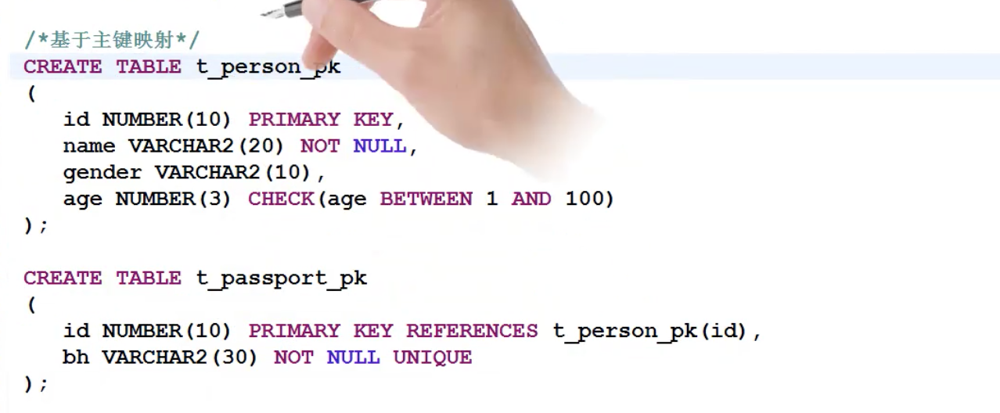 /*基于主键映射*/
CREATE TABLE t_person_pk
(
id NUMBER(10) PRIMARY KEY,
name VARCHAR2(20) NOT NULL,
gender VARCHAR2(10),
age NUMBER(3) CHECK(age BETWEEN 1 AND 100)
);
CREATE TABLE t_passport_pk
(
id NUMBER(10) PRIMARY KEY REFERENCES t_person_pk(id),
bh VARCHAR2(30) NOT NULL UNIQUE
);